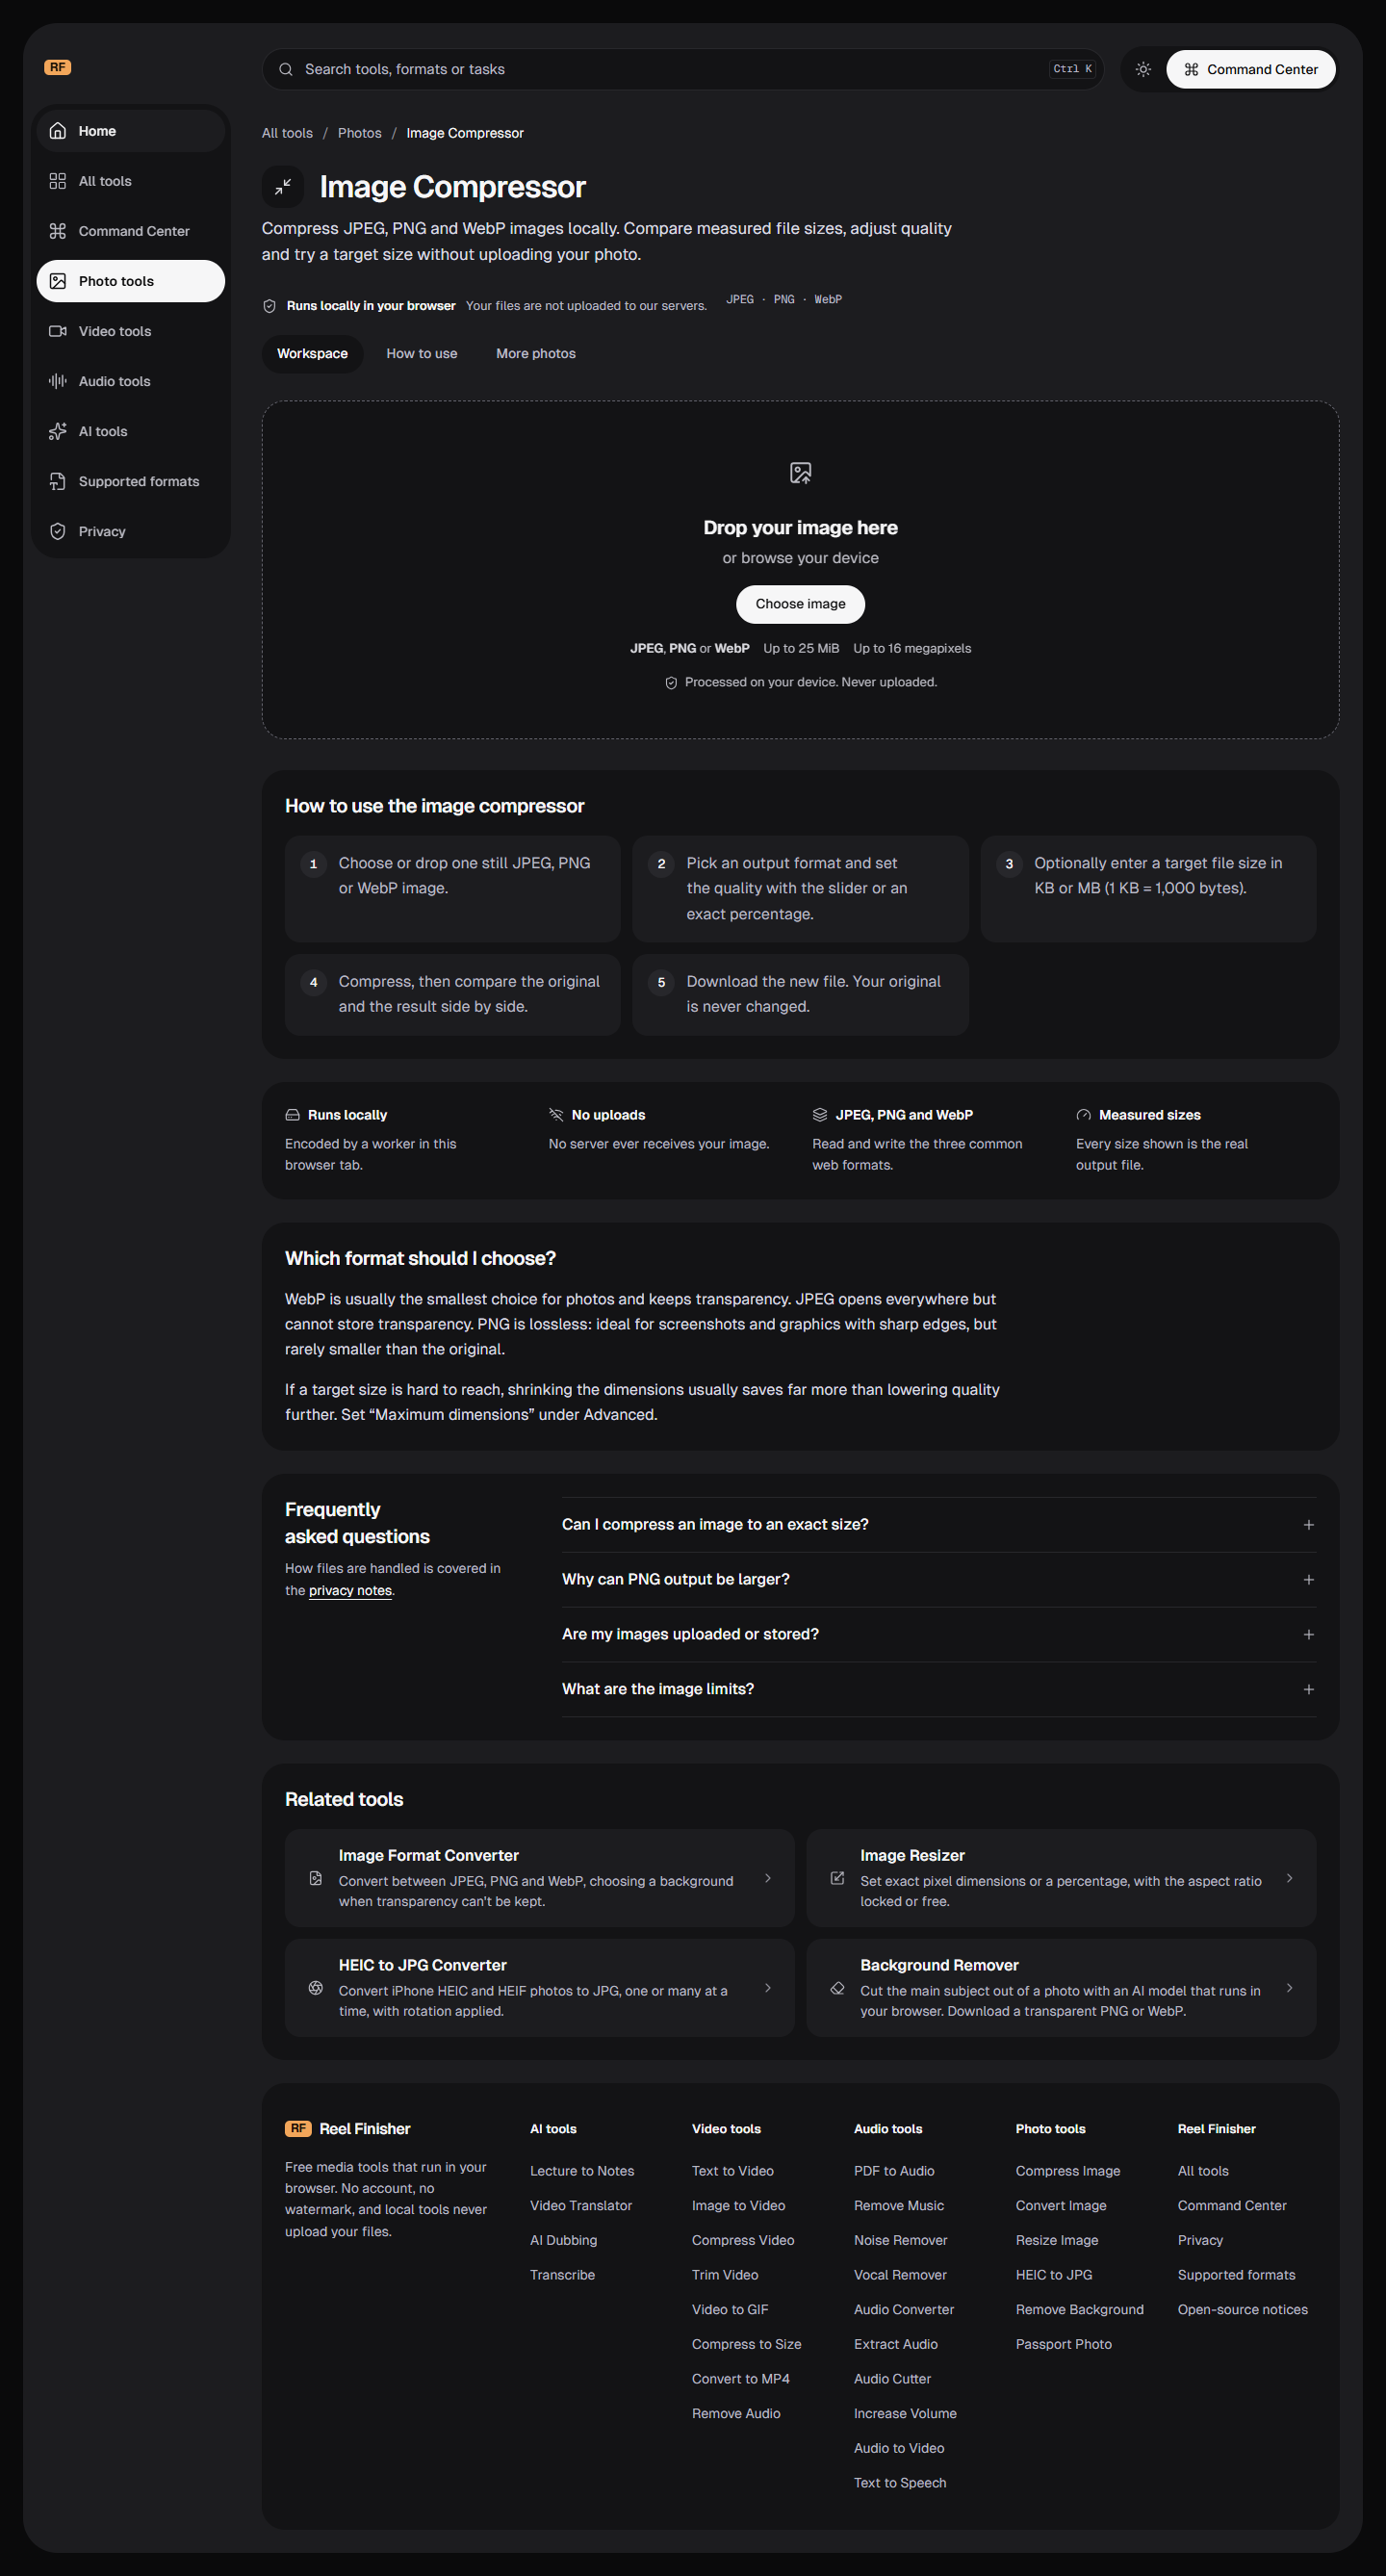 RF
Search tools, formats or tasks
Ctrl K
Command Center
Home
All tools
Command Center
Photo tools
Video tools
Audio tools
AI tools
Supported formats
Privacy
All tools / Photos / Image Compressor
Image Compressor
Compress JPEG, PNG and WebP images locally. Compare measured file sizes, adjust quality
and try a target size without uploading your photo.
Runs locally in your browser Your files are not uploaded to our servers. JPEG · PNG · WebP
Workspace
How to use
More photos
Drop your image here
or browse your device
Choose image
JPEG, PNG or WebP Up to 25 MiB Up to 16 megapixels
Processed on your device. Never uploaded.
How to use the image compressor
1
Choose or drop one still JPEG, PNG
or WebP image.
2
Pick an output format and set
the quality with the slider or an
exact percentage.
3
Optionally enter a target file size in
KB or MB (1 KB = 1,000 bytes).
4
Compress, then compare the original
and the result side by side.
5
Download the new file. Your original
is never changed.
Runs locally
Encoded by a worker in this
browser tab.
No uploads
No server ever receives your image.
JPEG, PNG and WebP
Read and write the three common
web formats.
Measured sizes
Every size shown is the real
output file.
Which format should I choose?
WebP is usually the smallest choice for photos and keeps transparency. JPEG opens everywhere but
cannot store transparency. PNG is lossless: ideal for screenshots and graphics with sharp edges, but
rarely smaller than the original.
If a target size is hard to reach, shrinking the dimensions usually saves far more than lowering quality
further. Set “Maximum dimensions” under Advanced.
Frequently
asked questions
How files are handled is covered in
the privacy notes.
Can I compress an image to an exact size?
Why can PNG output be larger?
Are my images uploaded or stored?
What are the image limits?
Related tools
Image Format Converter
Convert between JPEG, PNG and WebP, choosing a background
when transparency can't be kept.
Image Resizer
Set exact pixel dimensions or a percentage, with the aspect ratio
locked or free.
HEIC to JPG Converter
Convert iPhone HEIC and HEIF photos to JPG, one or many at a
time, with rotation applied.
Background Remover
Cut the main subject out of a photo with an AI model that runs in
your browser. Download a transparent PNG or WebP.
RF Reel Finisher
Free media tools that run in your
browser. No account, no
watermark, and local tools never
upload your files.
AI tools
Lecture to Notes
Video Translator
AI Dubbing
Transcribe
Video tools
Text to Video
Image to Video
Compress Video
Trim Video
Video to GIF
Compress to Size
Convert to MP4
Remove Audio
Audio tools
PDF to Audio
Remove Music
Noise Remover
Vocal Remover
Audio Converter
Extract Audio
Audio Cutter
Increase Volume
Audio to Video
Text to Speech
Photo tools
Compress Image
Convert Image
Resize Image
HEIC to JPG
Remove Background
Passport Photo
Reel Finisher
All tools
Command Center
Privacy
Supported formats
Open-source notices